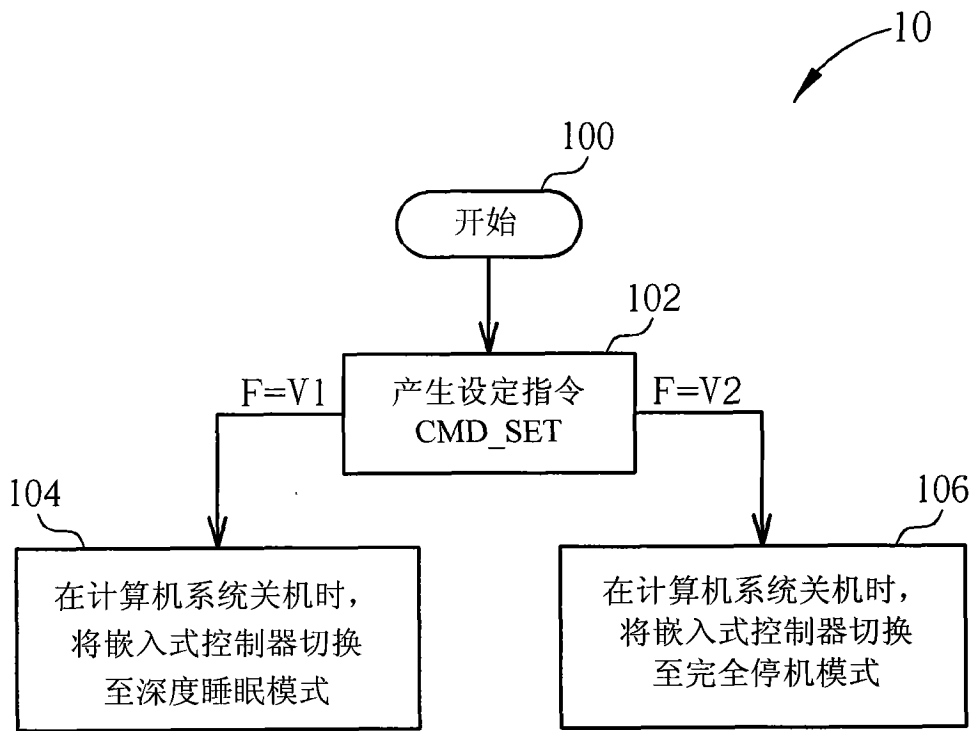 10
100
开始
102
F=V1
产生设定指令
CMD_SET
F=V2
104
106
在计算机系统关机时，
将嵌入式控制器切换
至深度睡眠模式
在计算机系统关机时，
将嵌入式控制器切换
至完全停机模式